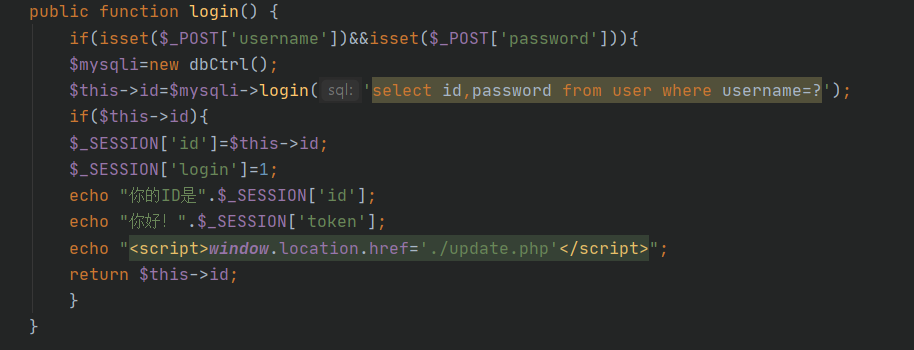 public function login() {
if(isset($_POST['username'])&&isset($_POST['password'])){
$mysqli=new dbCtrl();
$this->id=$mysqli->login( sql: 'select id,password from user where username=?');
if($this->id){
$_SESSION['id']=$this->id;
$_SESSION['login']=1;
echo "你的ID是".$_SESSION['id'];
echo "你好！".$_SESSION['token'];
echo "<script>window.location.href='./update.php'</script>";
return $this->id;
}
}